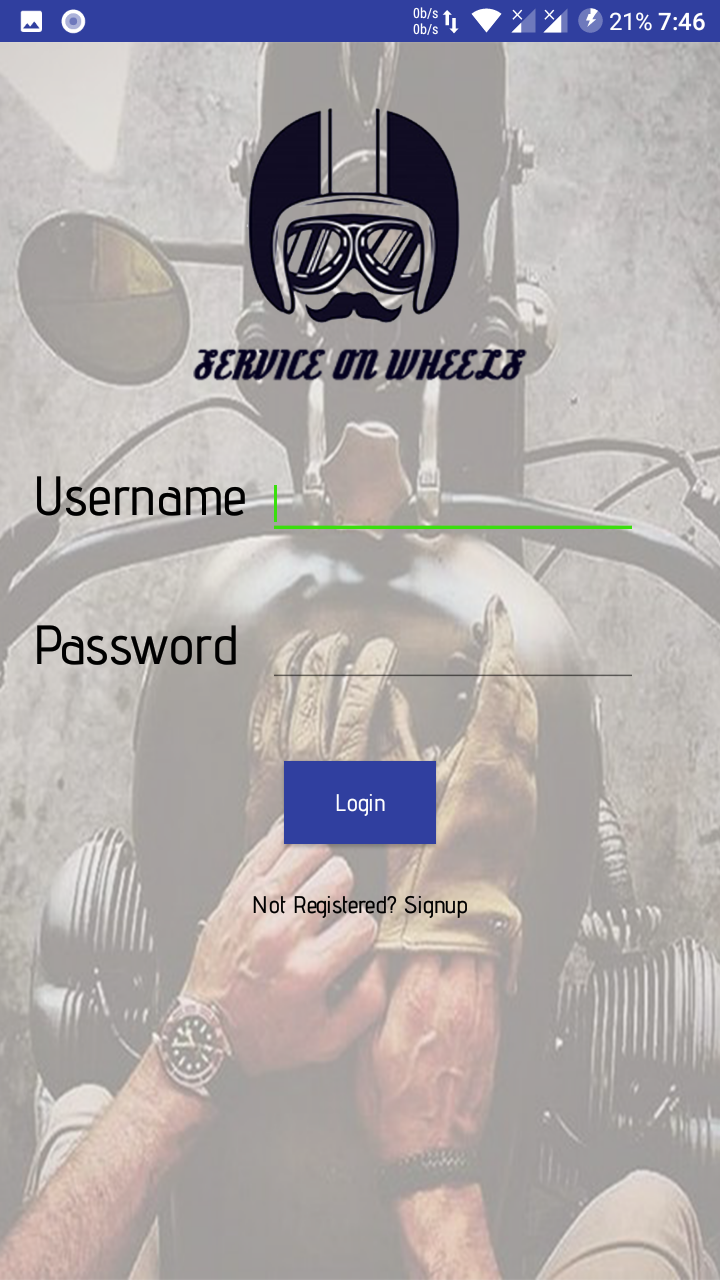 0b/s
0b/s
21% 7:46
SERVICE ON WHEELS
Username
Password
Login
Not Registered? Signup